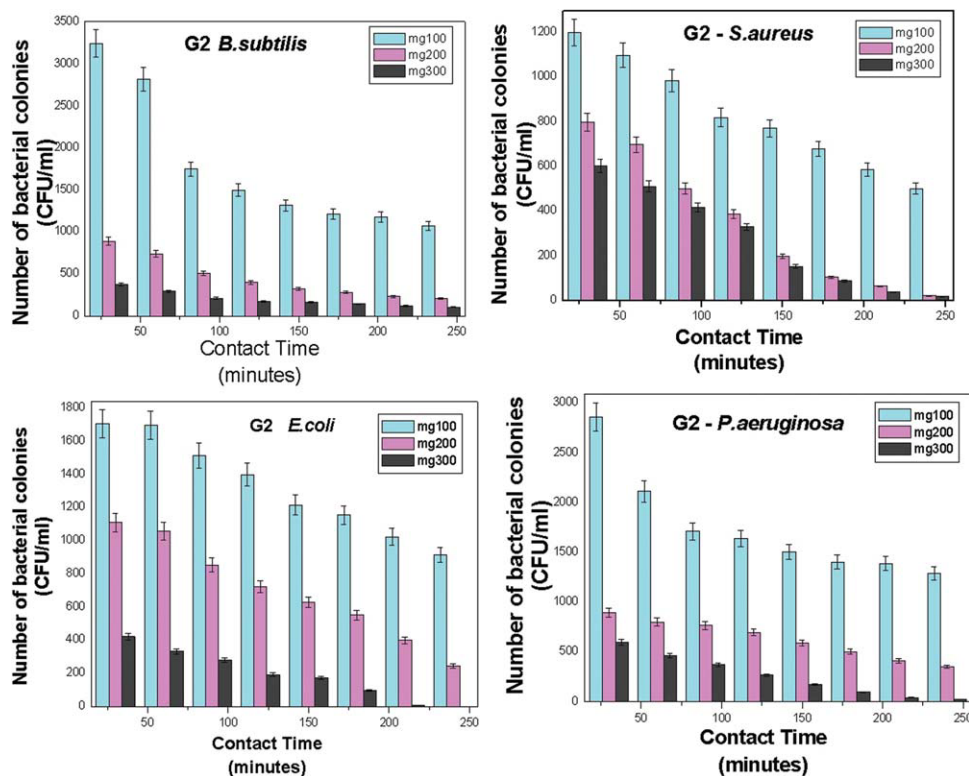 G2 B.subtilis
mg100
mg200
mg300
Number of bacterial colonies
(CFU/ml)
3500
3000
2500
2000
1500
1000
500
0
50
100
150
200
250
Contact Time
(minutes)
G2 - S.aureus
mg100
mg200
mg300
Number of bacterial colonies
(CFU/ml)
1200
1000
800
600
400
200
0
50
100
150
200
250
Contact Time
(minutes)
G2 E.coli
mg100
mg200
mg300
Number of bacterial colonies
(CFU/ml)
1800
1600
1400
1200
1000
800
600
400
200
0
50
100
150
200
250
Contact Time
(minutes)
G2 - P.aeruginosa
mg100
mg200
mg300
Number of bacterial colonies
(CFU/ml)
3000
2500
2000
1500
1000
500
0
50
100
150
200
250
Contact Time
(minutes)